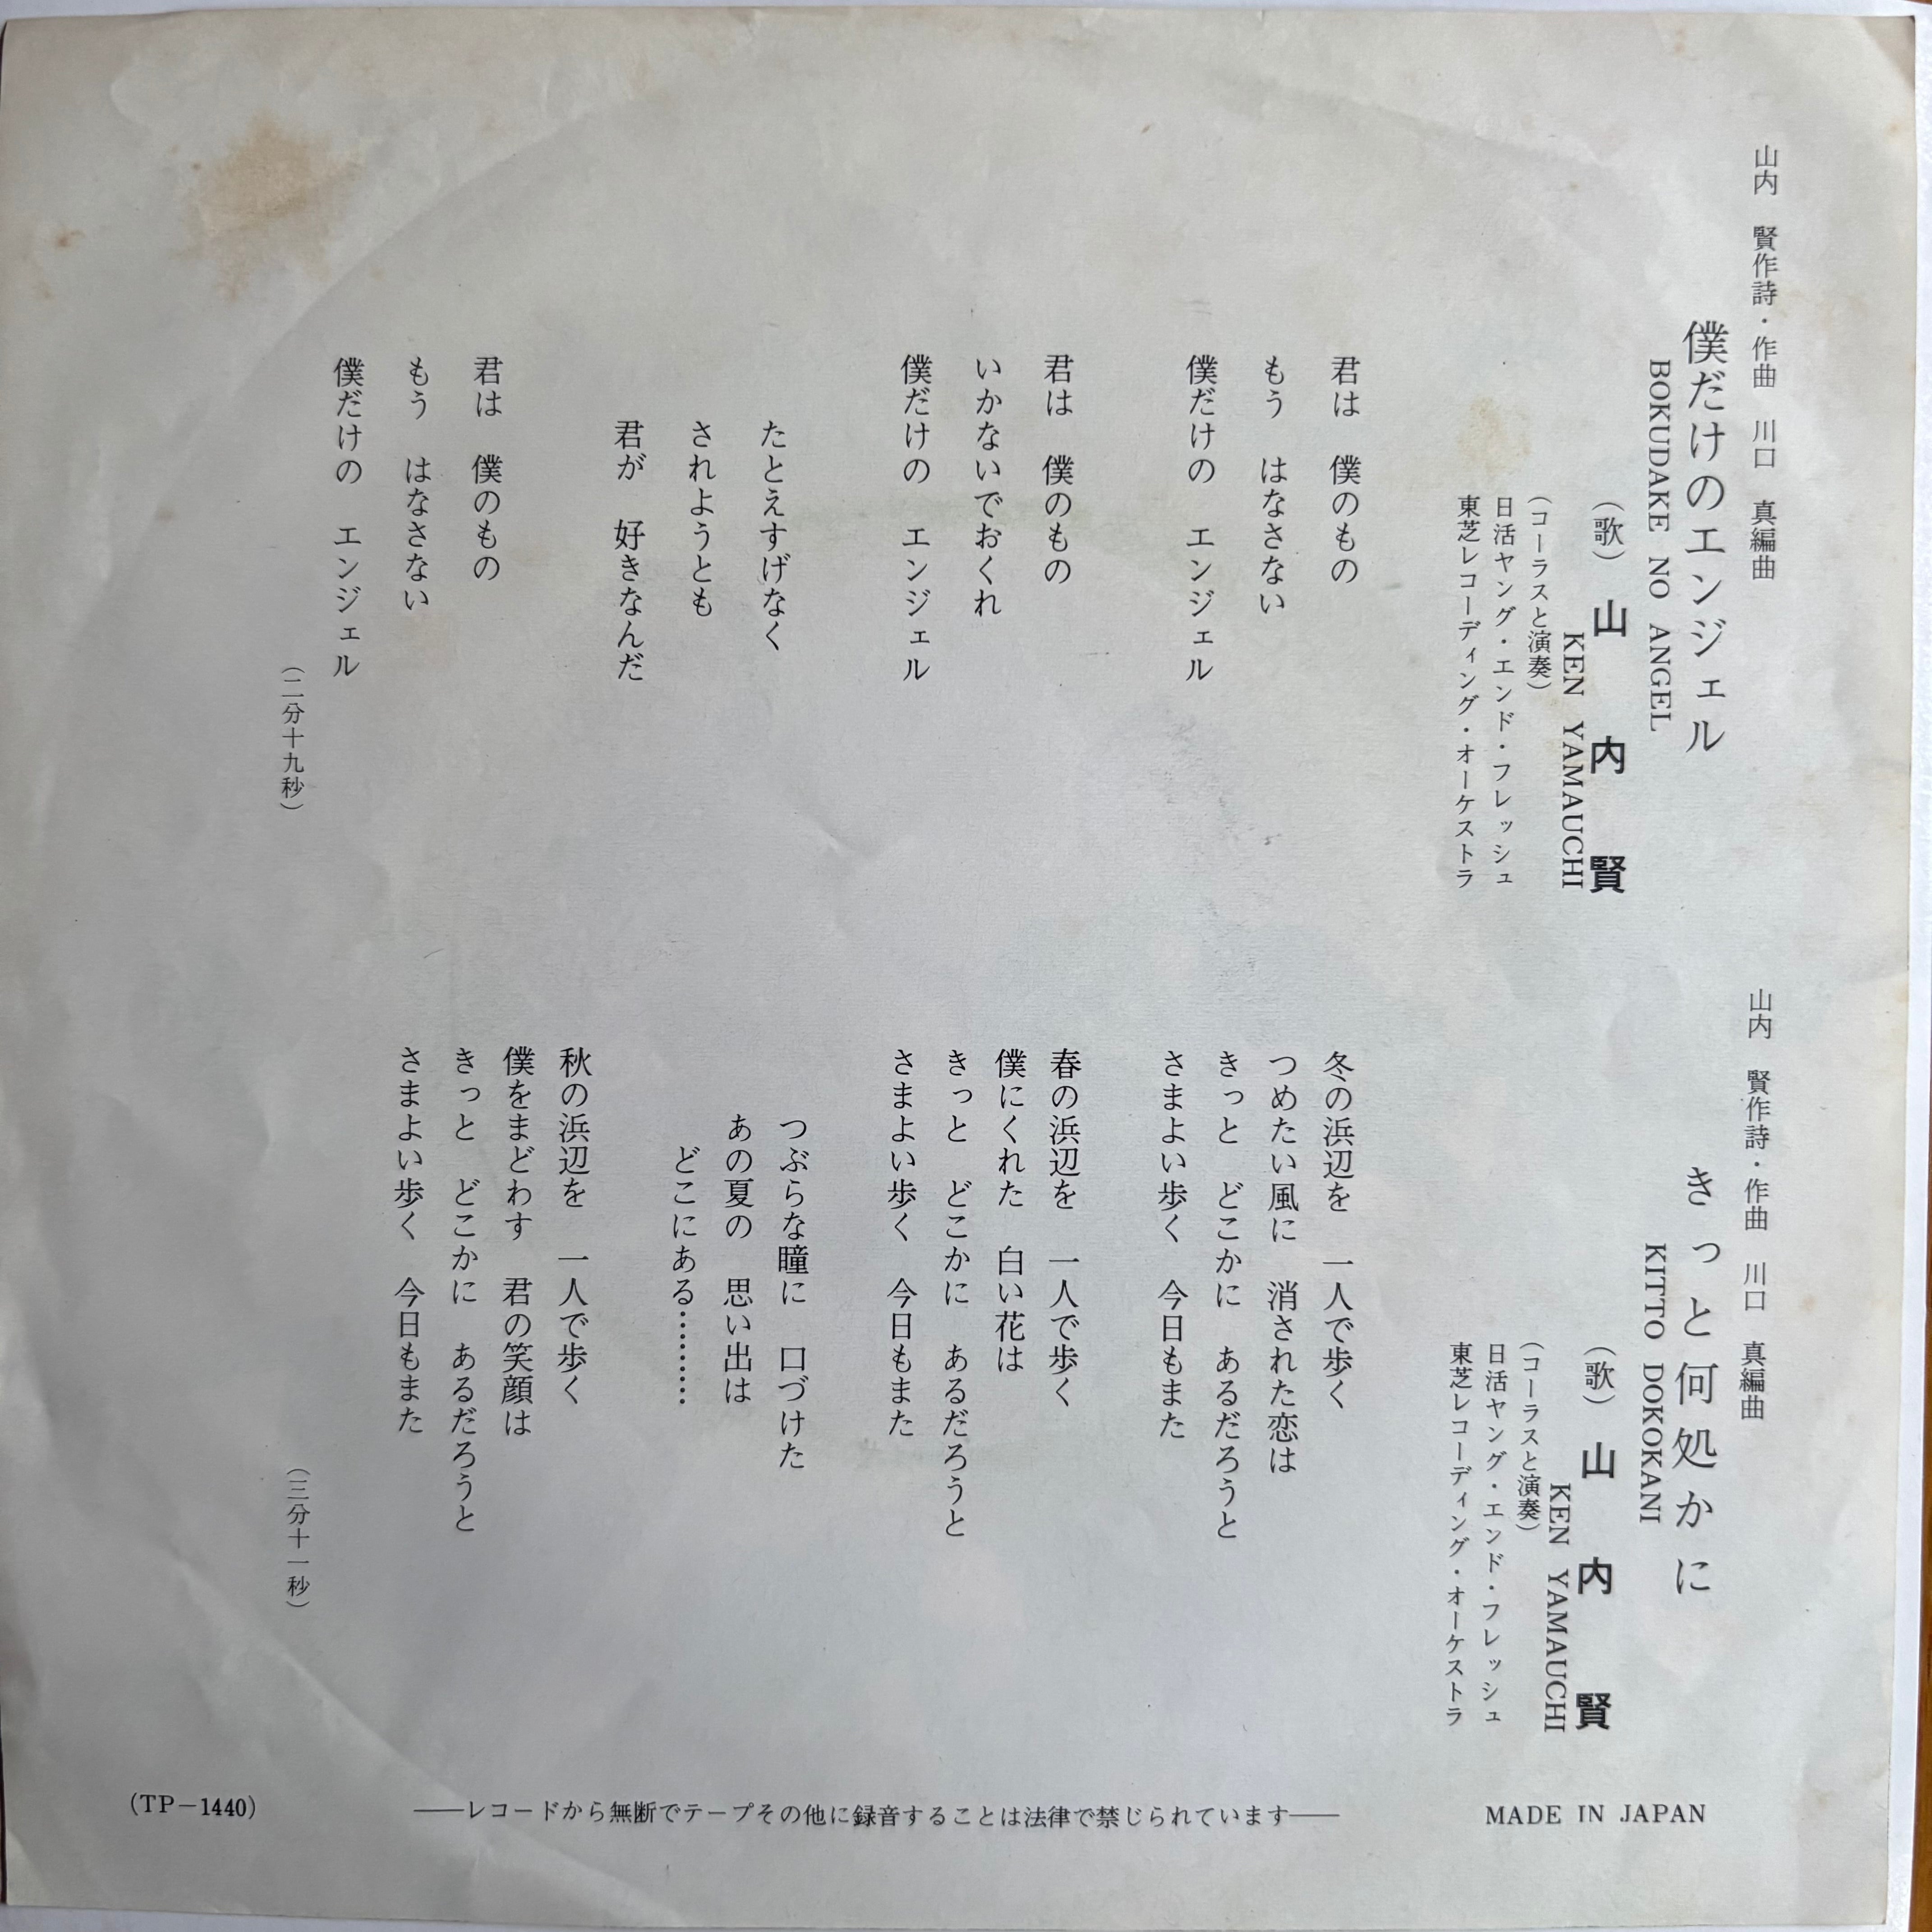 山内　賢作詩・作曲　川口　真編曲
僕だけのエンジェル
BOKUDAKE NO ANGEL
（歌）山内賢
KEN YAMAUCHI
（コーラスと演奏）
日活ヤング・エンド・フレッシュ
東芝レコーディング・オーケストラ
君は　僕のもの
もう　はなさない
僕だけの　エンジェル
君は　僕のもの
いかないでおくれ
僕だけの　エンジェル
たとえすげなく
されようとも
君が　好きなんだ
君は　僕のもの
もう　はなさない
僕だけの　エンジェル
（二分十九秒）
山内　賢作詩・作曲　川口　真編曲
きっと何処かに
KITTO DOKOKANI
（歌）山内賢
KEN YAMAUCHI
（コーラスと演奏）
日活ヤング・エンド・フレッシュ
東芝レコーディング・オーケストラ
冬の浜辺を　一人で歩く
つめたい風に　消された恋は
きっと　どこかに　あるだろうと
さまよい歩く　今日もまた
春の浜辺を　一人で歩く
僕にくれた　白い花は
きっと　どこかに　あるだろうと
さまよい歩く　今日もまた
つぶらな瞳に　口づけた
あの夏の　思い出は
どこにある………
秋の浜辺を　一人で歩く
僕をまどわす　君の笑顔は
きっと　どこかに　あるだろうと
さまよい歩く　今日もまた
（三分十一秒）
(TP−1440)
——レコードから無断でテープその他に録音することは法律で禁じられています——
MADE IN JAPAN